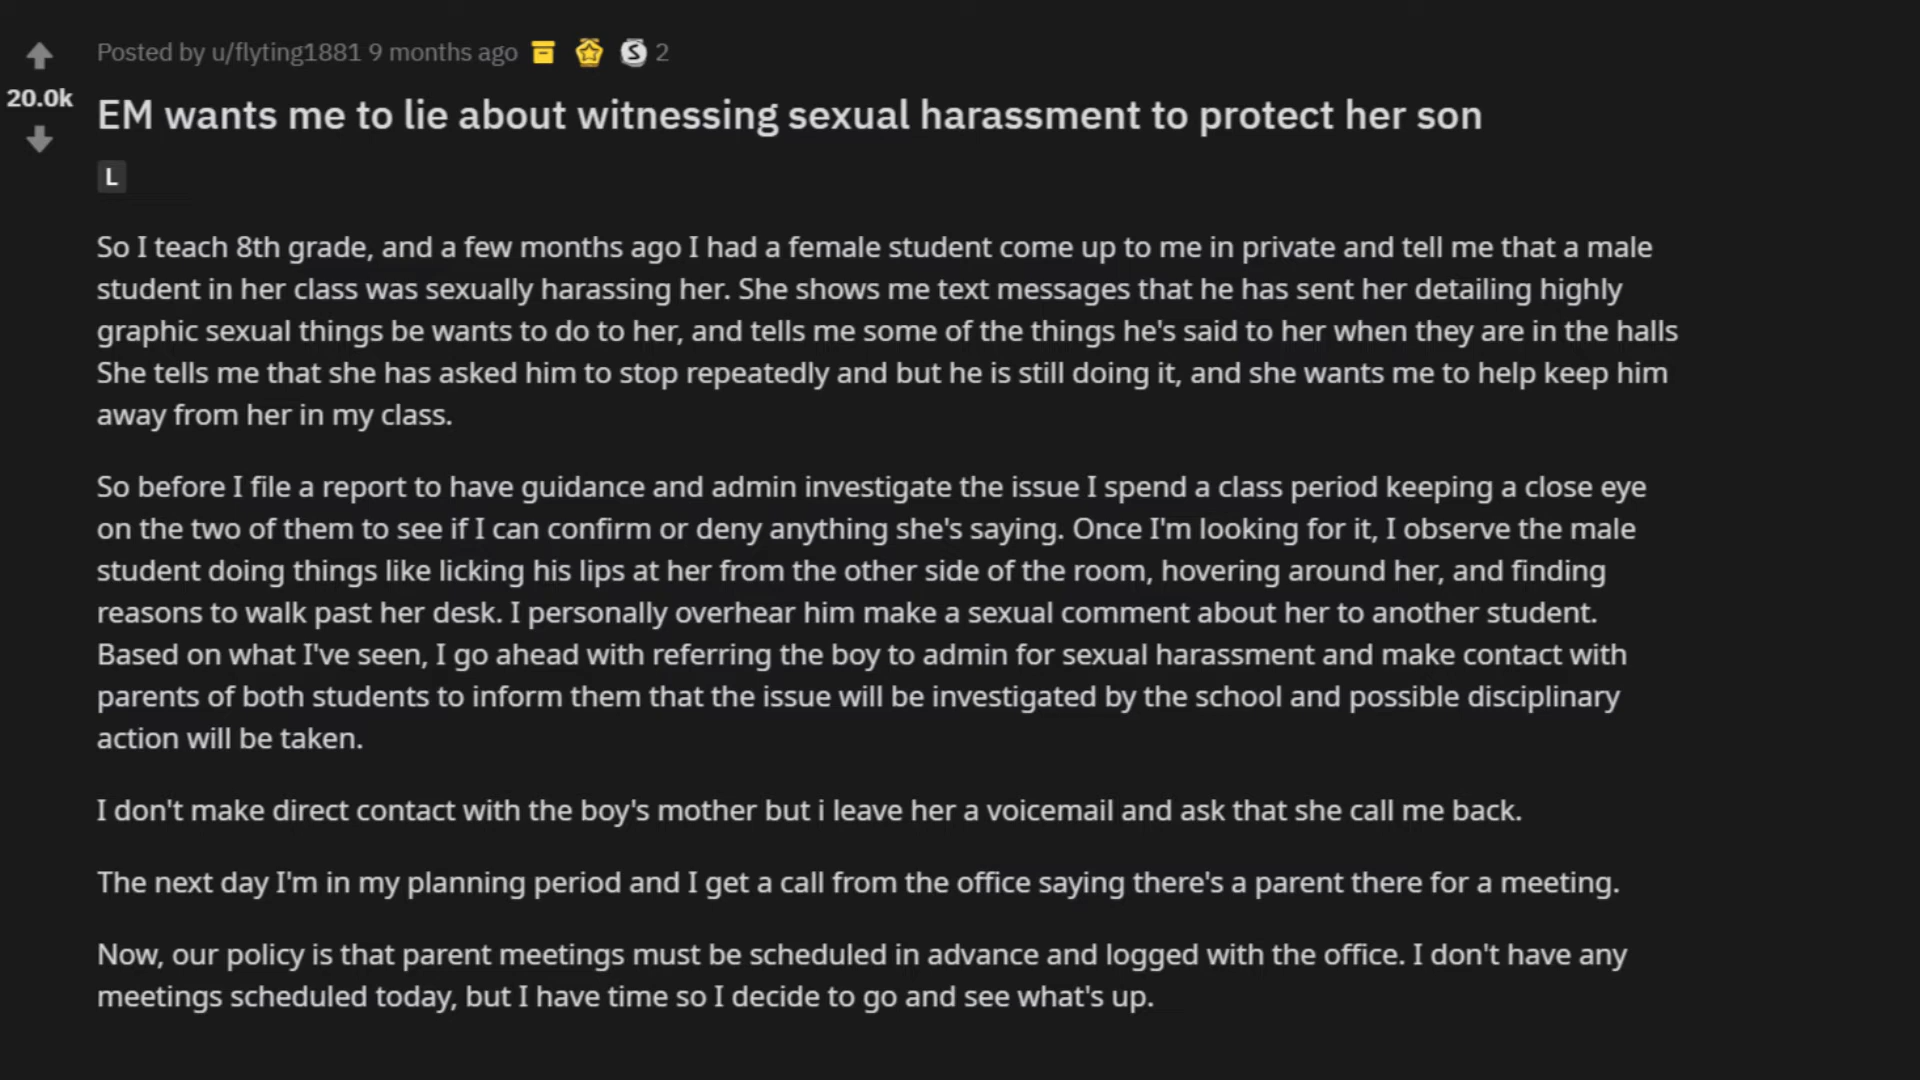 Posted by u/flyting1881 9 months ago 2
20.0k
EM wants me to lie about witnessing sexual harassment to protect her son
L
So I teach 8th grade, and a few months ago I had a female student come up to me in private and tell me that a male
student in her class was sexually harassing her. She shows me text messages that he has sent her detailing highly
graphic sexual things be wants to do to her, and tells me some of the things he's said to her when they are in the halls
She tells me that she has asked him to stop repeatedly and but he is still doing it, and she wants me to help keep him
away from her in my class.
So before I file a report to have guidance and admin investigate the issue I spend a class period keeping a close eye
on the two of them to see if I can confirm or deny anything she's saying. Once I'm looking for it, I observe the male
student doing things like licking his lips at her from the other side of the room, hovering around her, and finding
reasons to walk past her desk. I personally overhear him make a sexual comment about her to another student.
Based on what I've seen, I go ahead with referring the boy to admin for sexual harassment and make contact with
parents of both students to inform them that the issue will be investigated by the school and possible disciplinary
action will be taken.
I don't make direct contact with the boy's mother but i leave her a voicemail and ask that she call me back.
The next day I'm in my planning period and I get a call from the office saying there's a parent there for a meeting.
Now, our policy is that parent meetings must be scheduled in advance and logged with the office. I don't have any
meetings scheduled today, but I have time so I decide to go and see what's up.